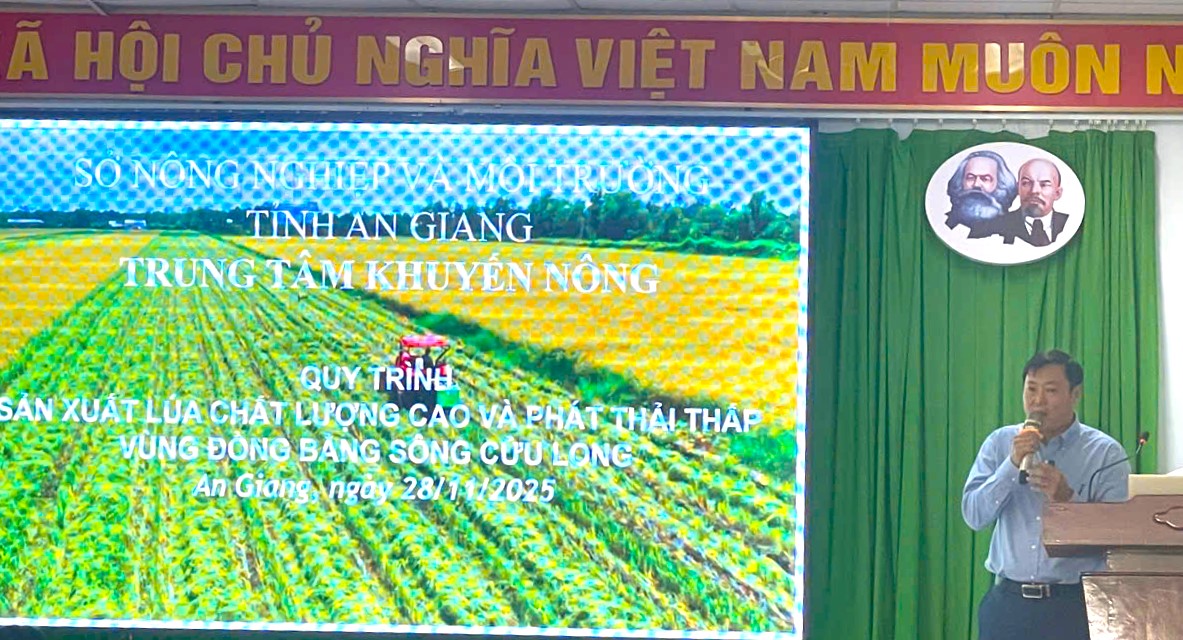 XÃ HỘI CHỦ NGHĨA VIỆT NAM MUÔN N
SỞ NÔNG NGHIỆP VÀ MÔI TRƯỜNG
TỈNH AN GIANG
TRUNG TÂM KHUYẾN NÔNG
QUY TRÌNH
SẢN XUẤT LÚA CHẤT LƯỢNG CAO VÀ PHÁT THẢI THẤP
VÙNG ĐỒNG BẰNG SÔNG CỬU LONG
An Giang, ngày 28/11/2025